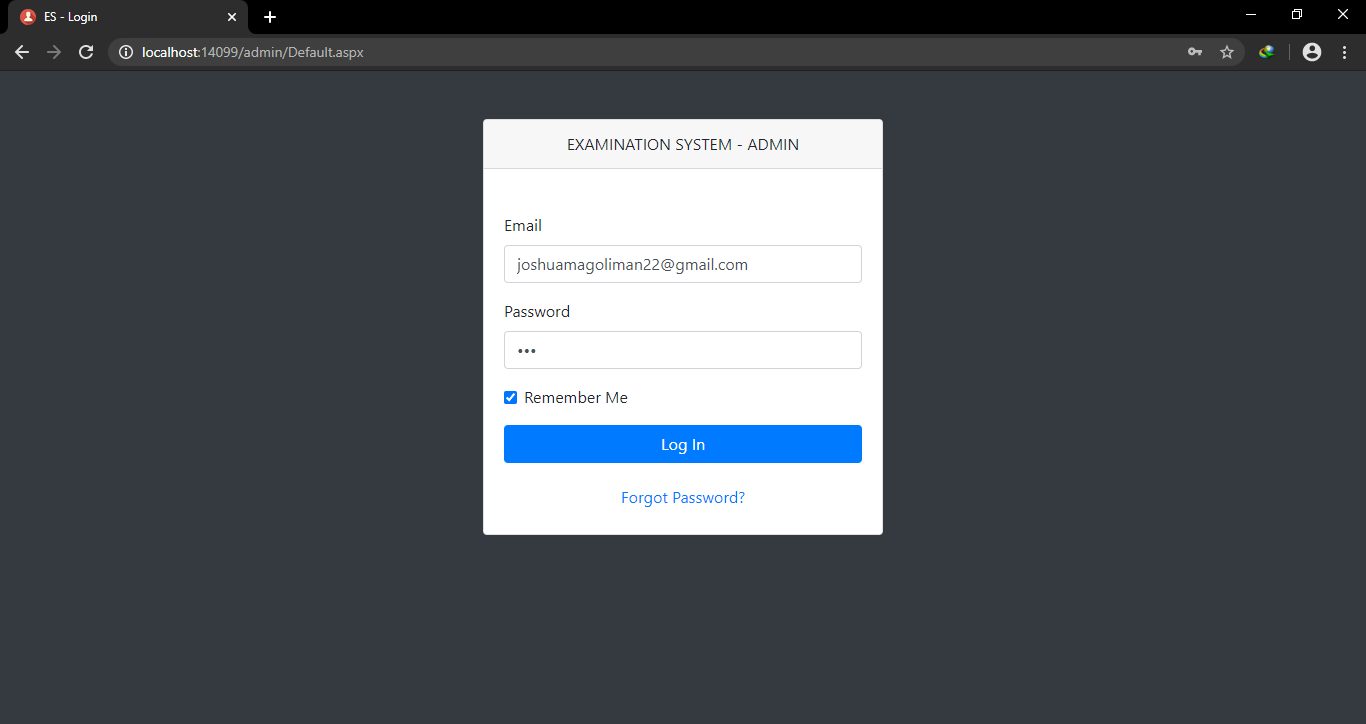 ES - Login
localhost:14099/admin/Default.aspx
EXAMINATION SYSTEM - ADMIN
Email
joshuamagoliman22@gmail.com
Password
•••
Remember Me
Log In
Forgot Password?